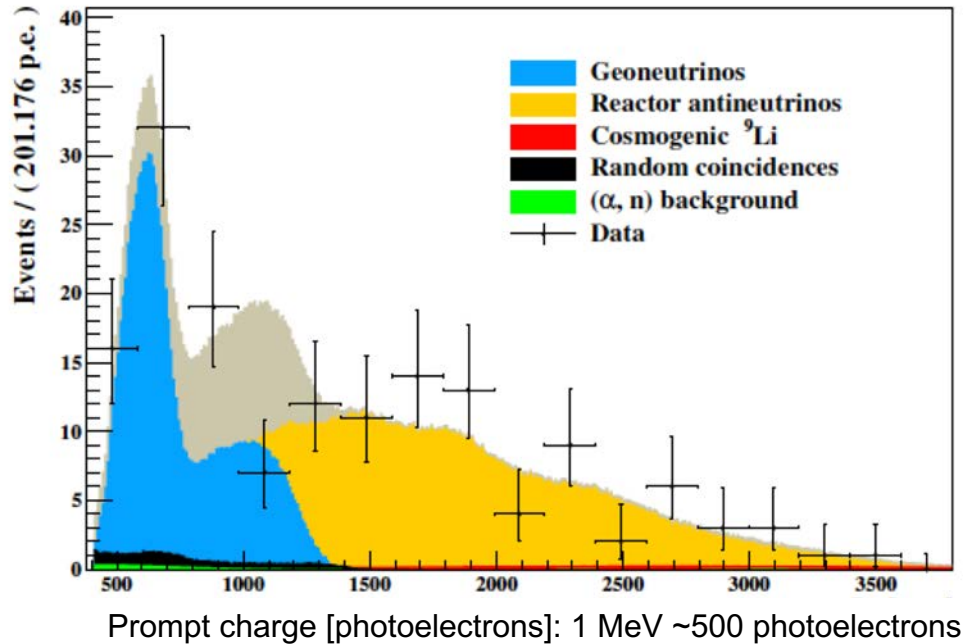 40
35
30
25
20
15
10
5
0
Events / ( 201.176 p.e. )
Geoneutrinos
Reactor antineutrinos
Cosmogenic ⁹Li
Random coincidences
(α, n) background
Data
500 1000 1500 2000 2500 3000 3500
Prompt charge [photoelectrons]: 1 MeV ~500 photoelectrons